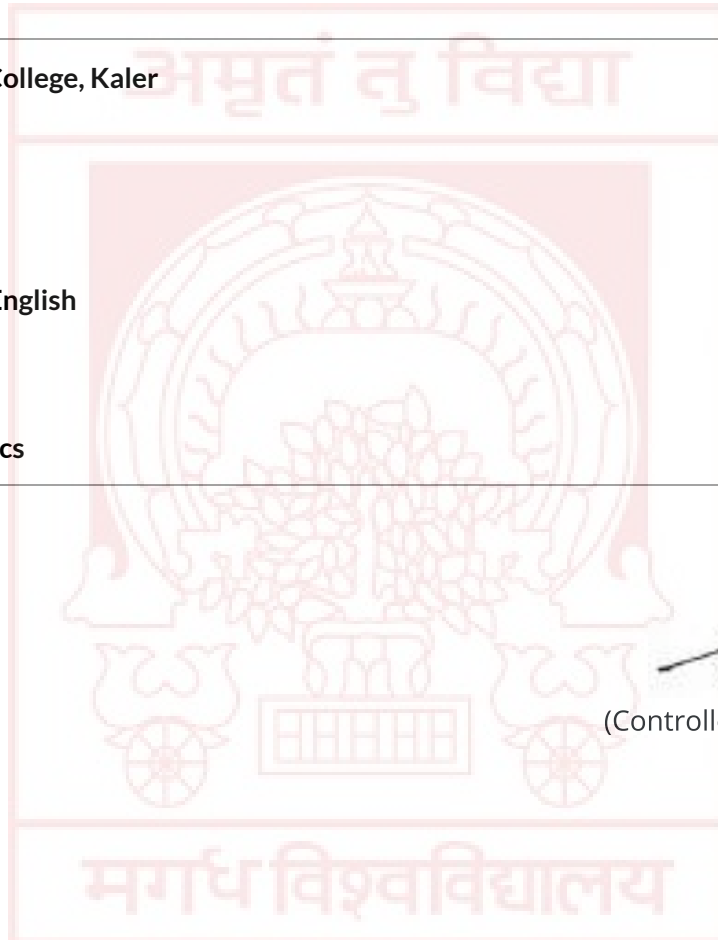 अमृतं तु विद्या
College, Kaler
English
cs
(Controll
मगध विश्वविद्यालय